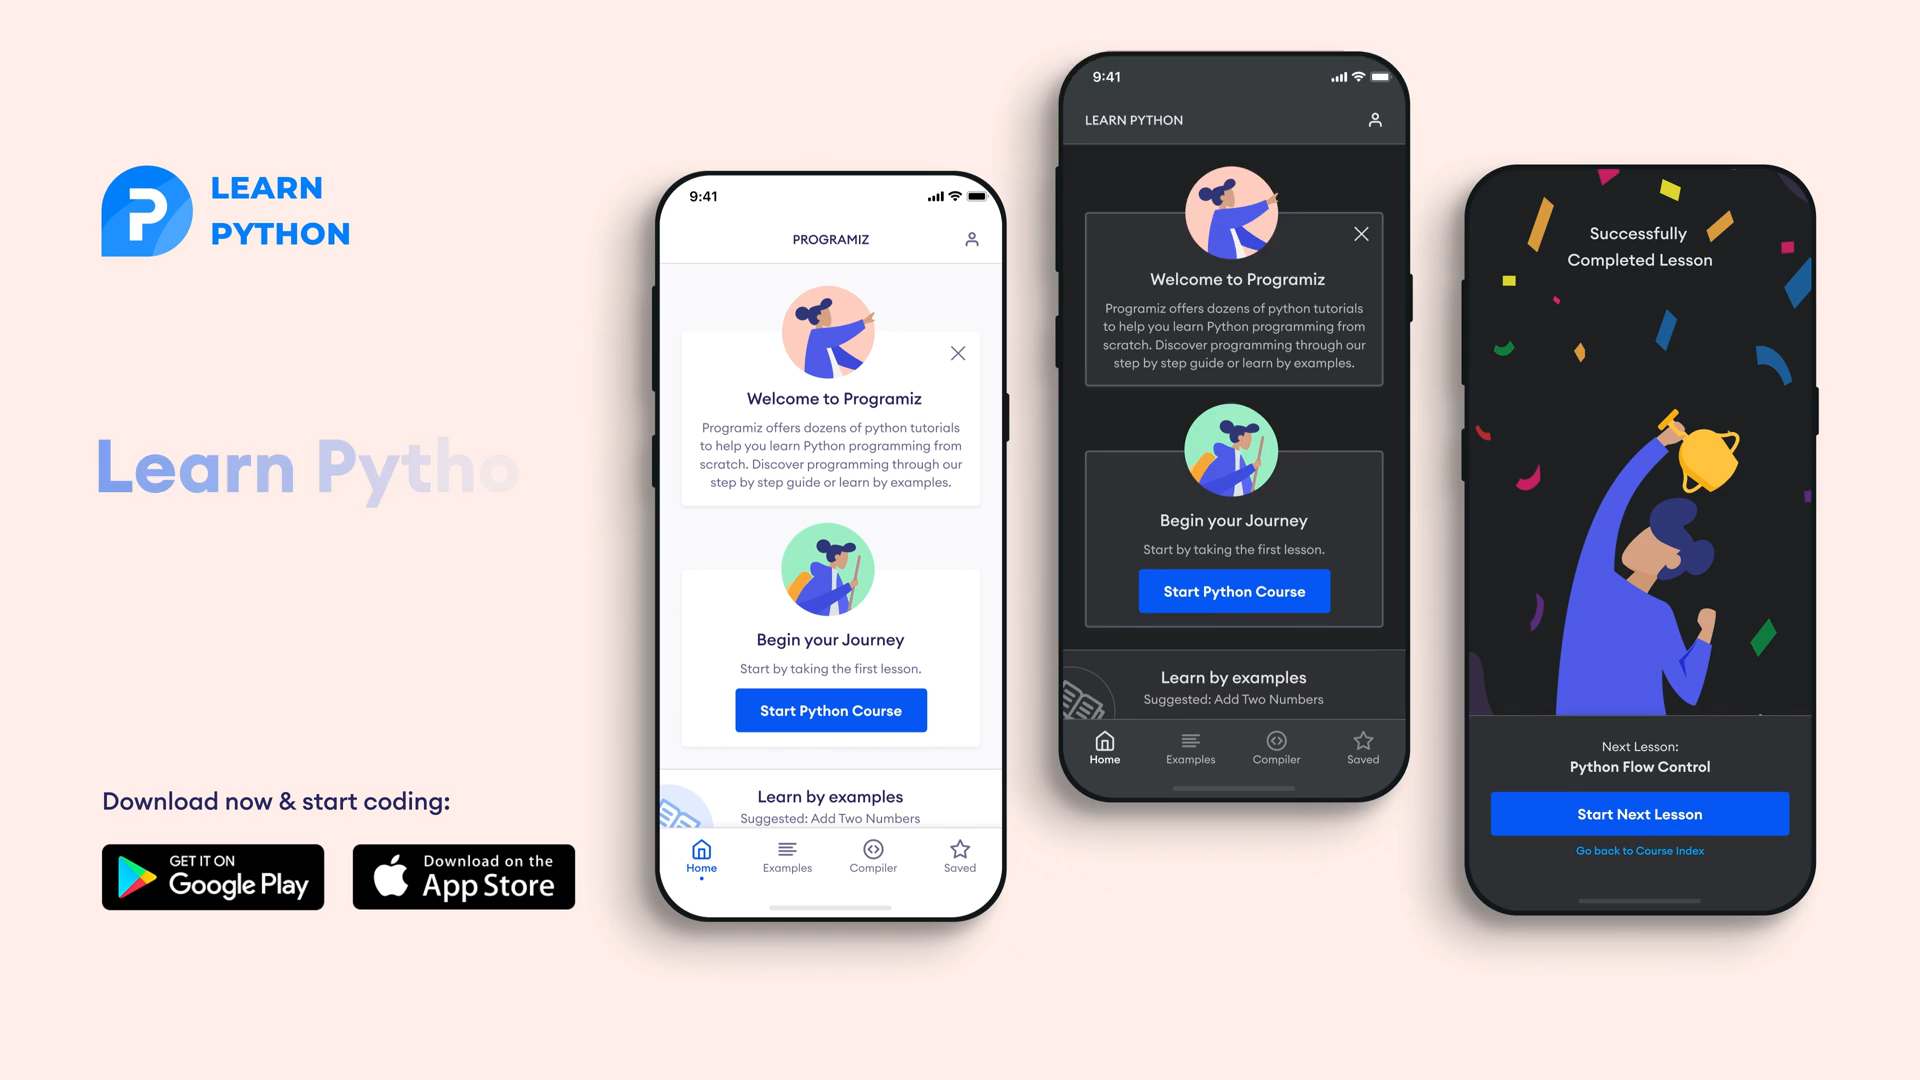 LEARN
PYTHON
Learn Pytho
Download now & start coding:
GET IT ON
Google Play
Download on the
App Store
9:41
PROGRAMIZ
Welcome to Programiz
Programiz offers dozens of python tutorials
to help you learn Python programming from
scratch. Discover programming through our
step by step guide or learn by examples.
Begin your Journey
Start by taking the first lesson.
Start Python Course
Learn by examples
Suggested: Add Two Numbers
Home
Examples
Compiler
Saved
9:41
LEARN PYTHON
Welcome to Programiz
Programiz offers dozens of python tutorials
to help you learn Python programming from
scratch. Discover programming through our
step by step guide or learn by examples.
Begin your Journey
Start by taking the first lesson.
Start Python Course
Learn by examples
Suggested: Add Two Numbers
Home
Examples
Compiler
Saved
Successfully
Completed Lesson
Next Lesson:
Python Flow Control
Start Next Lesson
Go back to Course Index